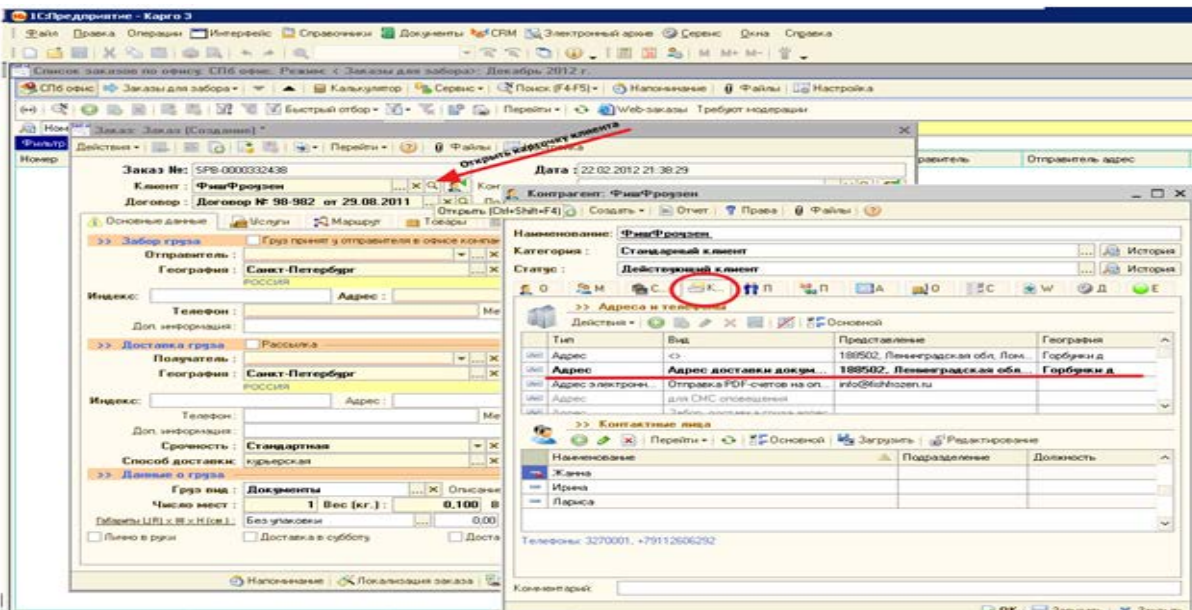 1С:Предприятие - Карго 3
Файл Правка Операции Интерфейс Справочники Документы CRM Электронный архив Сервис Окна Справка
M M+ M-
Список заказов по офису: СПб офис. Режим: < Заказы для забора>: Декабрь 2012 г.
СПб офис Заказы для забора Калькулятор Сервис Поиск (F4-F5) Напоминание Файлы Настройка
Быстрый отбор Перейти Web-заказы Требуют модерации
Заказ: Заказ (Создание) *
Фильтр
Действия Перейти Файлы
Открыть карточку клиента
Номер
Отправитель адрес
Заказ №: SPB-0000332438 Дата : 22.02.2012 21:38:29
Клиент : ФишФроузен
Контрагент: ФишФроузен
Договор : Договор № 98-982 от 29.08.2011
Открыть (Ctrl+Shift+F4) Создать Отчет Права Файлы
Основные данные Услуги Маршрут Товары
Наименование: ФишФроузен
>> Забор груза Груз принят у отправителя в офисе
Категория : Стандарный клиент История
Отправитель :
Статус : Действующий клиент История
География : Санкт-Петербург
РОССИЯ
О М С... К... П П А О С W Д Е
Индекс: Адрес :
>> Адреса и телефоны
Телефон :
Действия Основной
Доп. информация:
Тип Вид Представление География
>> Доставка груза Рассылка
Адрес <> 188502, Ленинградская обл, Лом... Горбунки д
Получатель :
Адрес Адрес доставки докум... 188502, Ленинградская обл... Горбунки д
География : Санкт-Петербург
РОССИЯ
Адрес электронн... Отправка PDF-счетов на оп... info@fishfrozen.ru
Индекс: Адрес :
Адрес для СМС оповещения
Телефон:
>> Контактные лица
Доп. информация:
Перейти Основной Загрузить Редактирование
Срочность : Стандартная
Наименование Подразделение Должность
Способ доставки: курьерская
Жанна
>> Данные о грузе
Ирина
Груз вид : Документы Описание
Лариса
Число мест : 1 Вес (кг.) : 0,100
Габариты L(R) x W x H (см.) : Без упаковки 0,00
Лично в руки Доставка в субботу
Телефоны: 3270001, +79112606292
Напоминание Локализация заказа
Комментарий:
OK Записать Закрыть